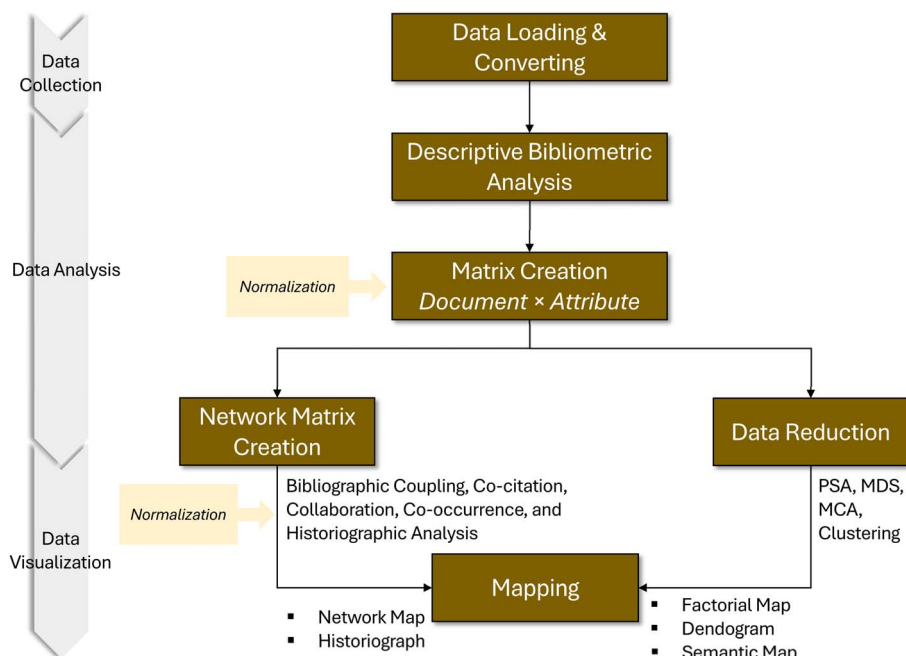 Data Loading &
Converting
Data
Collection
Descriptive Bibliometric
Analysis
Data Analysis
Normalization
Matrix Creation
Document × Attribute
Network Matrix
Creation
Data Reduction
Bibliographic Coupling, Co-citation,
Collaboration, Co-occurrence, and
Historiographic Analysis
PSA, MDS,
MCA,
Clustering
Normalization
Data
Visualization
Mapping
▪ Network Map
▪ Historiograph
▪ Factorial Map
▪ Dendogram
▪ Semantic Map